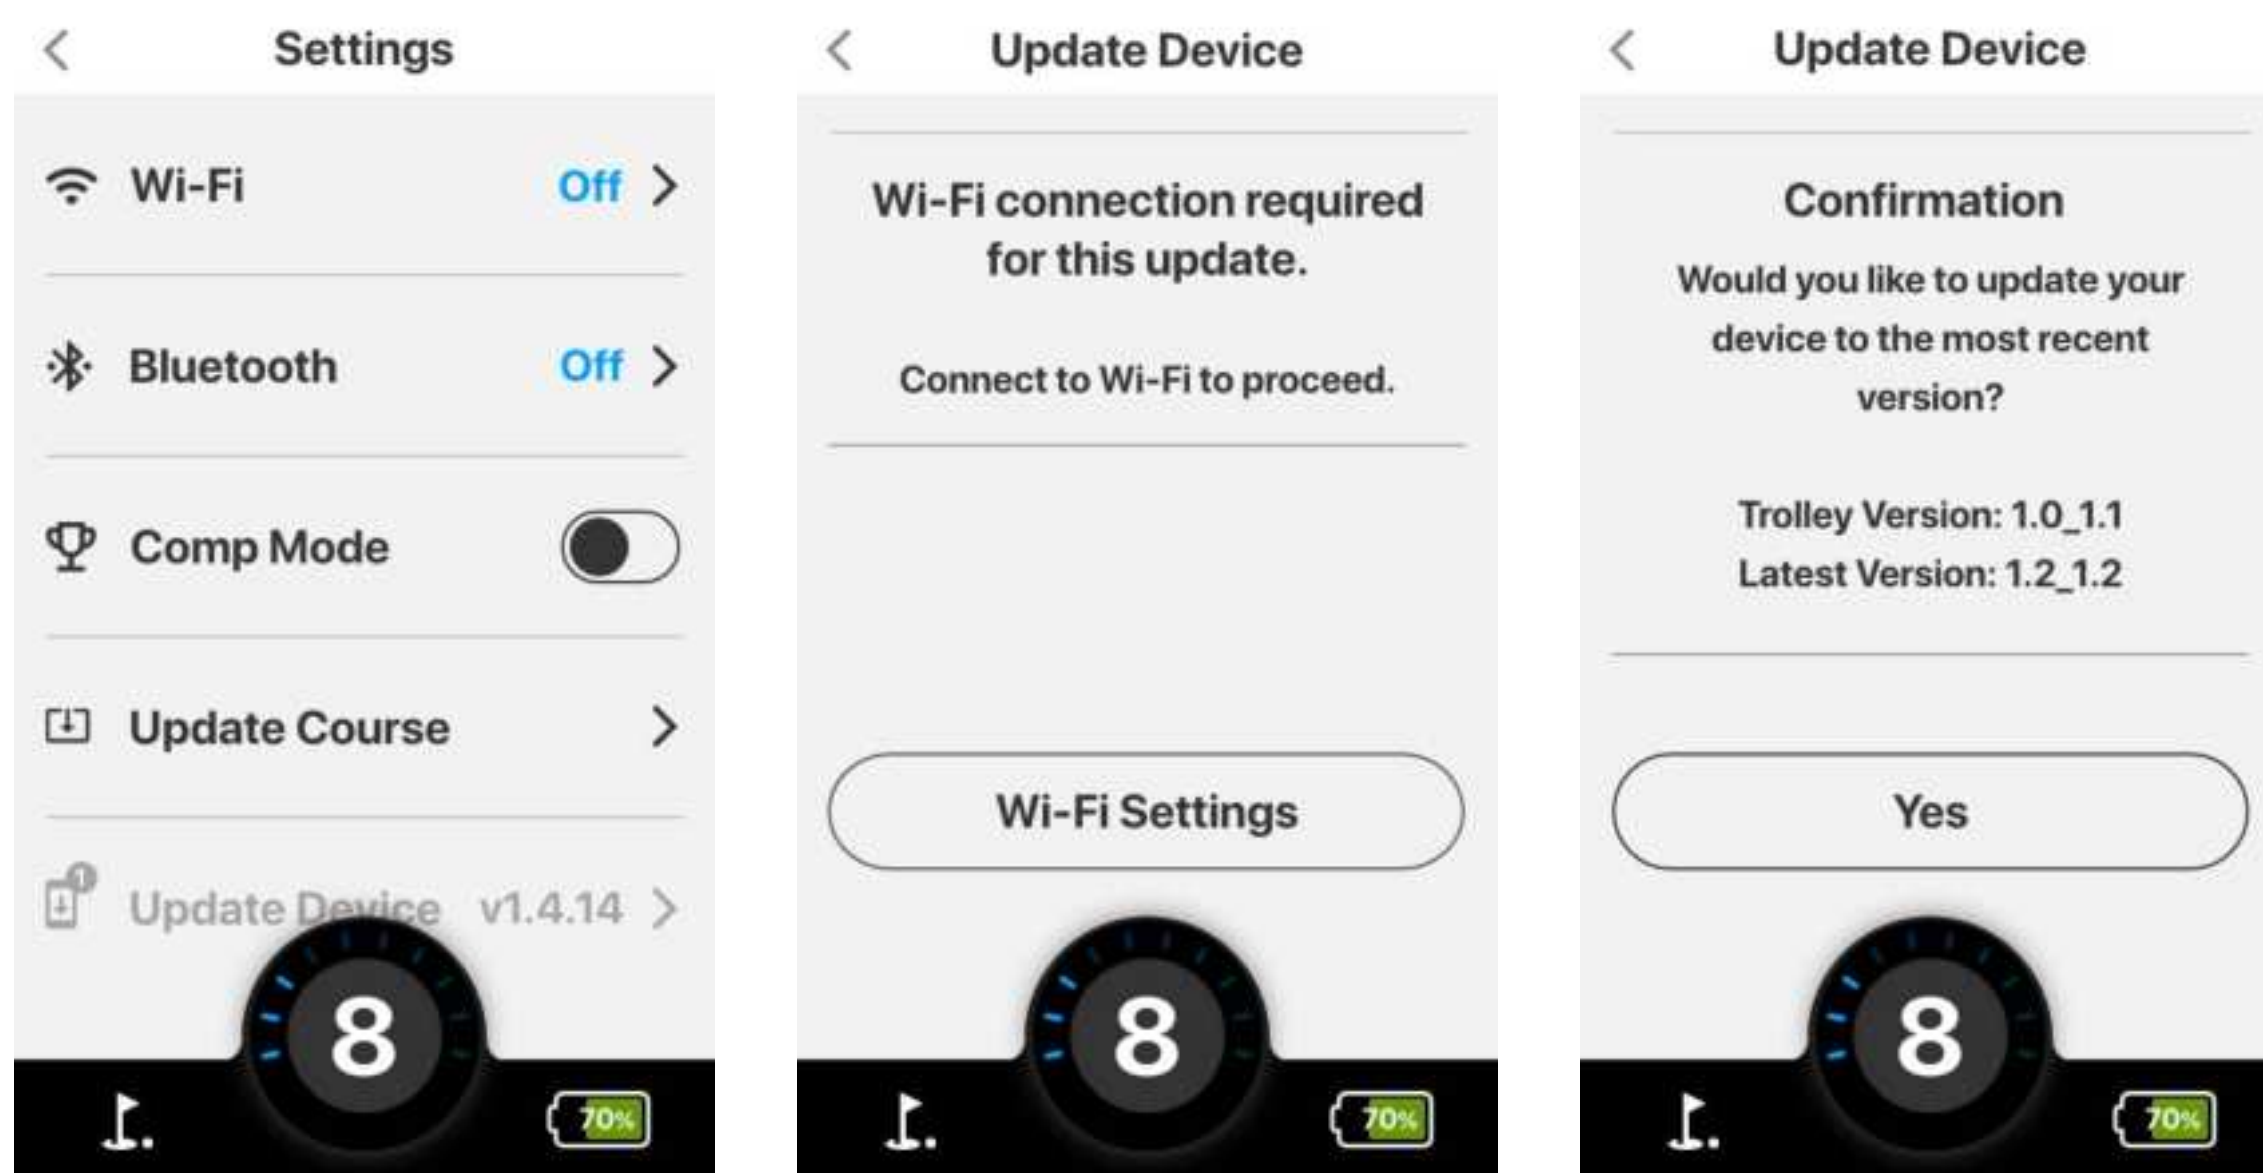 Settings
Wi-Fi Off
Bluetooth Off
Comp Mode
Update Course
1
Update Device v1.4.14
8
70%
Update Device
Wi-Fi connection required
for this update.
Connect to Wi-Fi to proceed.
Wi-Fi Settings
8
70%
Update Device
Confirmation
Would you like to update your
device to the most recent
version?
Trolley Version: 1.0_1.1
Latest Version: 1.2_1.2
Yes
8
70%